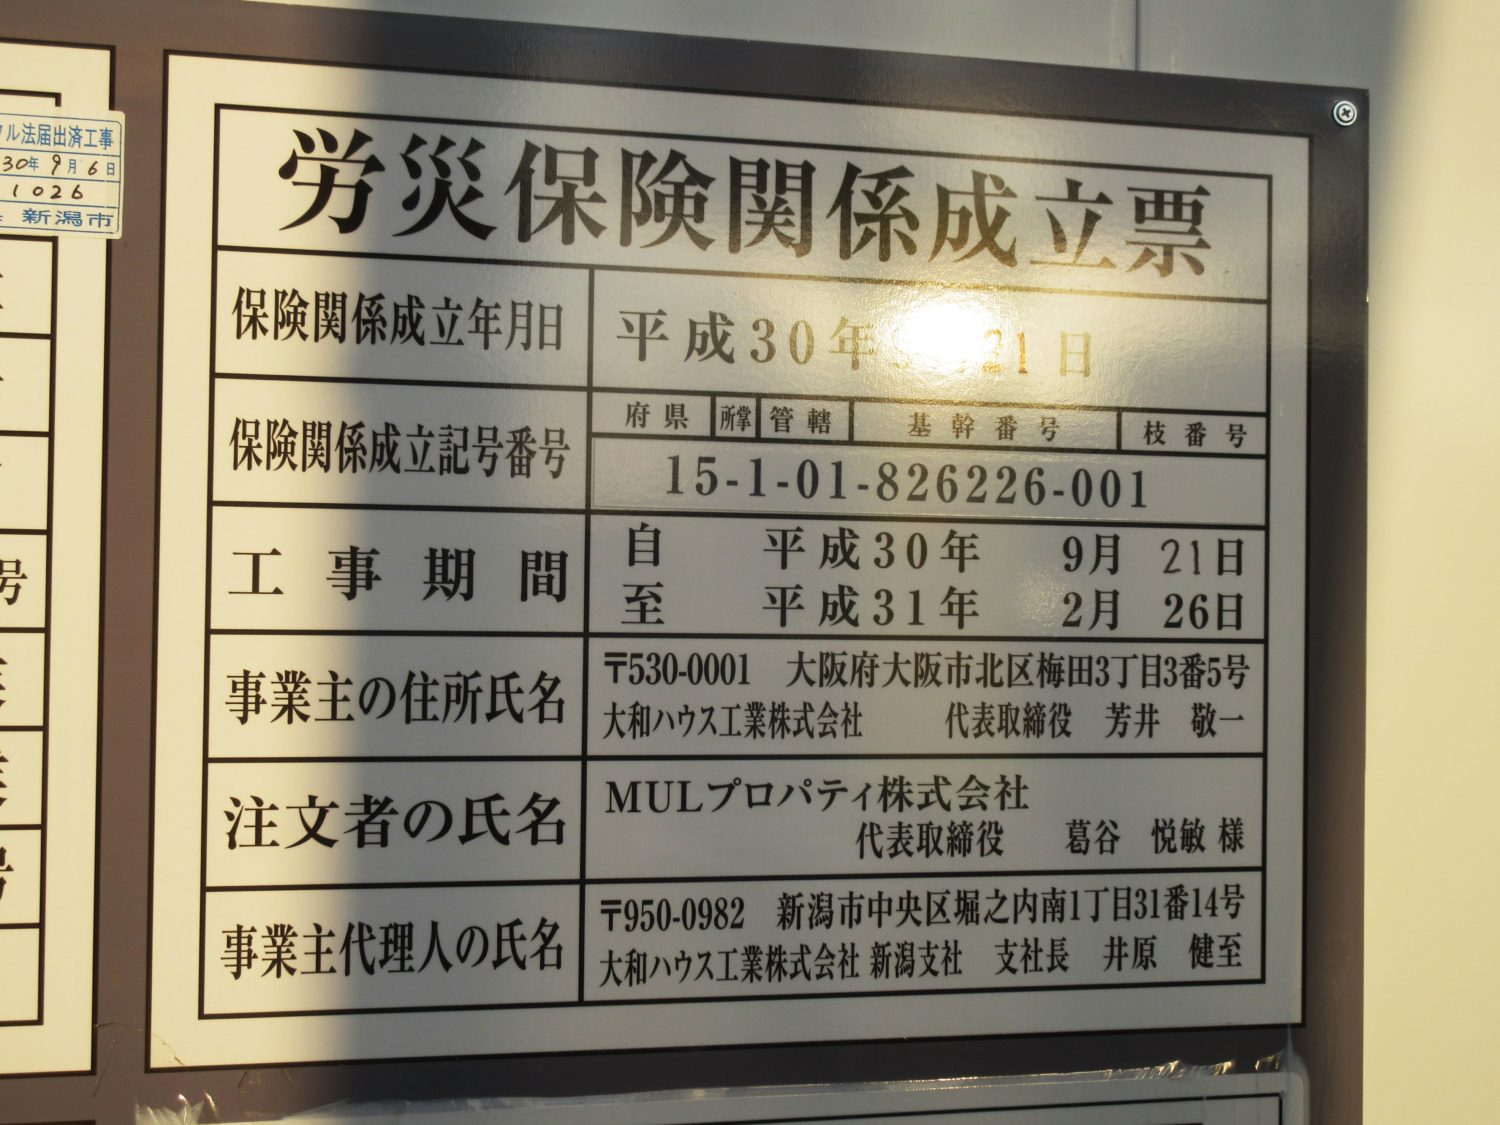 ル法届出済工事
30年9月6日
1026
新潟市
号
労災保険関係成立票
保険関係成立年月日 平成30年 21日
保険関係成立記号番号 府県 所掌 管轄 基幹番号 枝番号
15-1-01-826226-001
工事期間 自 平成30年 9月 21日
至 平成31年 2月 26日
事業主の住所氏名 〒530-0001 大阪府大阪市北区梅田3丁目3番5号
大和ハウス工業株式会社 代表取締役 芳井 敬一
注文者の氏名 MULプロパティ株式会社
代表取締役 葛谷 悦敏 様
事業主代理人の氏名 〒950-0982 新潟市中央区堀之内南1丁目31番14号
大和ハウス工業株式会社 新潟支社 支社長 井原 健至